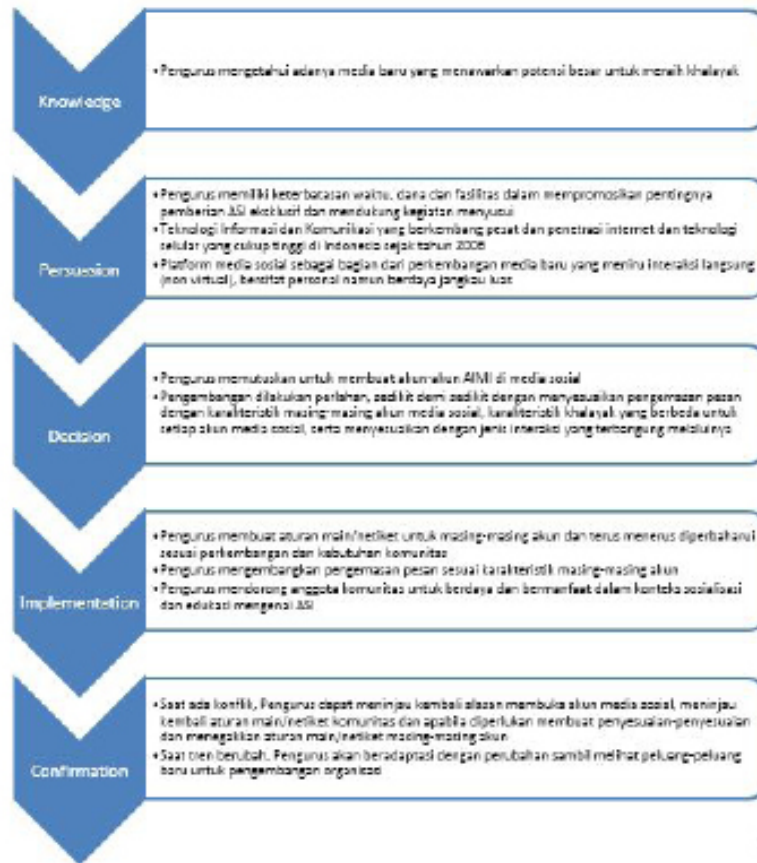 Knowledge
• Pengurus mengetahui adanya media baru yang menawarkan potensi besar untuk meraih khalayak
Persuasion
• Pengurus memiliki keterbatasan waktu, dana dan fasilitas dalam mempromosikan pentingnya
pemberian ASI eksklusif dan mendukung kegiatan menyusui
• Teknologi Informasi dan Komunikasi yang berkembang pesat dan penetrasi internet dan teknologi
selular yang cukup tinggi di Indonesia sejak tahun
• Platform media sosial sebagai bagian dari perkembangan media baru yang meniru interaksi langsung
(non virtual), bersifat personal namun berdaya jangkau luas
Decision
• Pengurus memutuskan untuk membuat akun-akun AIMI di media sosial
• Pengembangan dilakukan perlahan, sedikit demi sedikit dengan menyesuaikan pengemasan pesan
dengan karakteristik masing-masing akun media sosial, karakteristik khalayak yang berbeda untuk
setiap akun media sosial, serta menyesuaikan dengan jenis interaksi yang terbangung melaluinya
Implementation
• Pengurus membuat aturan main/netiket untuk masing-masing akun dan terus menerus diperbaharui
sesuai perkembangan dan kebutuhan komunitas
• Pengurus mengembangkan pengemasan pesan sesuai karakteristik masing-masing akun
• Pengurus mendorong anggota komunitas untuk berdaya dan bermanfaat dalam konteks sosialisasi
dan edukasi mengenai ASI
Confirmation
• Saat ada konflik, Pengurus dapat meninjau kembali alasan membuka akun media sosial, meninjau
kembali aturan main/netiket komunitas dan apabila diperlukan membuat penyesuaian-penyesuaian
dan menegakkan aturan main/netiket masing-masing akun
• Saat tren berubah, Pengurus akan beradaptasi dengan perubahan sambil melihat peluang-peluang
baru untuk pengembangan organisasi